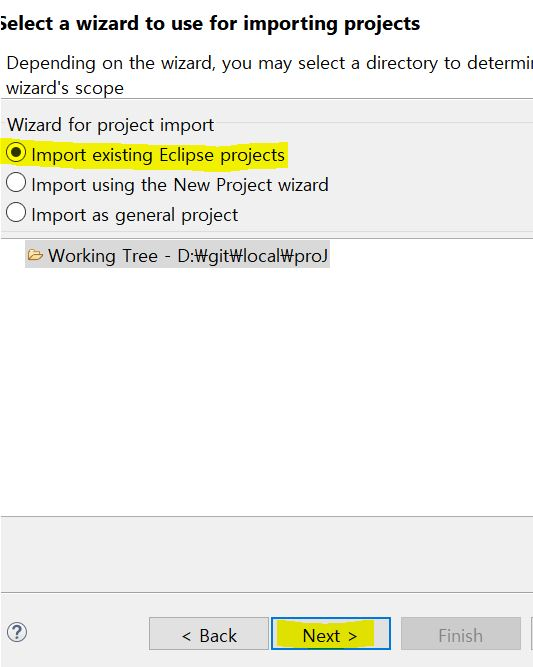 Select a wizard to use for importing projects
Depending on the wizard, you may select a directory to determi
wizard's scope
Wizard for project import
Import existing Eclipse projects
Import using the New Project wizard
Import as general project
Working Tree - D:₩git₩local₩proJ
?
< Back
Next >
Finish